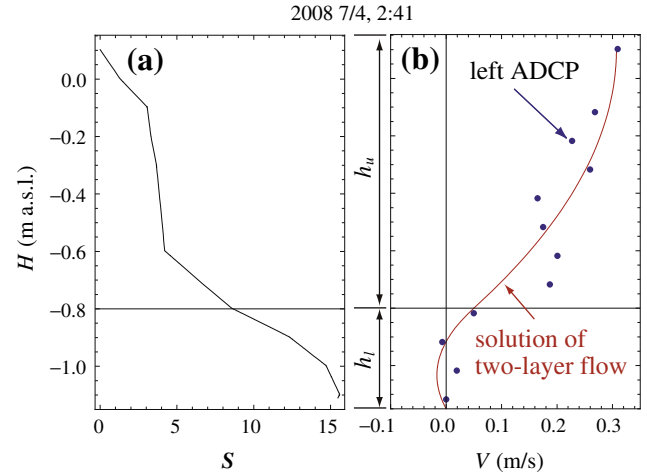 2008 7/4, 2:41
(a)
(b)
left ADCP
solution of
two-layer flow
h_u
h_l
H (m a.s.l.)
0.0
−0.2
−0.4
−0.6
−0.8
−1.0
0 5 10 15
S
−0.1 0.0 0.1 0.2 0.3
V (m/s)